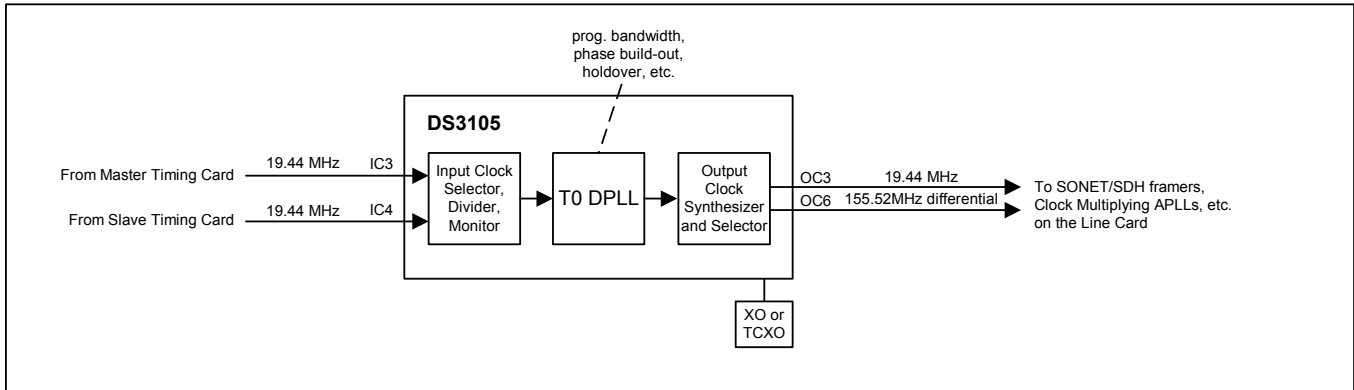 prog. bandwidth,
phase build-out,
holdover, etc.
DS3105
From Master Timing Card
19.44 MHz
IC3
From Slave Timing Card
19.44 MHz
IC4
Input Clock
Selector,
Divider,
Monitor
T0 DPLL
Output
Clock
Synthesizer
and Selector
OC3
19.44 MHz
OC6
155.52MHz differential
To SONET/SDH framers,
Clock Multiplying APLLs, etc.
on the Line Card
XO or
TCXO